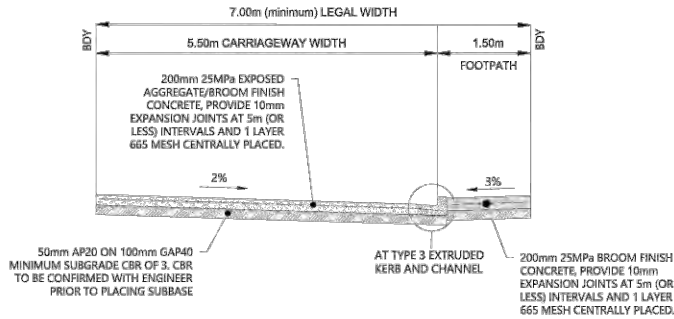 7.00m (minimum) LEGAL WIDTH
BDY
BDY
5.50m CARRIAGEWAY WIDTH
1.50m
FOOTPATH
200mm 25MPa EXPOSED
AGGREGATE/BROOM FINISH
CONCRETE, PROVIDE 10mm
EXPANSION JOINTS AT 5m (OR
LESS) INTERVALS AND 1 LAYER
665 MESH CENTRALLY PLACED.
2%
3%
50mm AP20 ON 100mm GAP40
MINIMUM SUBGRADE CBR OF 3. CBR
TO BE CONFIRMED WITH ENGINEER
PRIOR TO PLACING SUBBASE
AT TYPE 3 EXTRUDED
KERB AND CHANNEL
200mm 25MPa BROOM FINISH
CONCRETE, PROVIDE 10mm
EXPANSION JOINTS AT 5m (OR
LESS) INTERVALS AND 1 LAYER
665 MESH CENTRALLY PLACED.